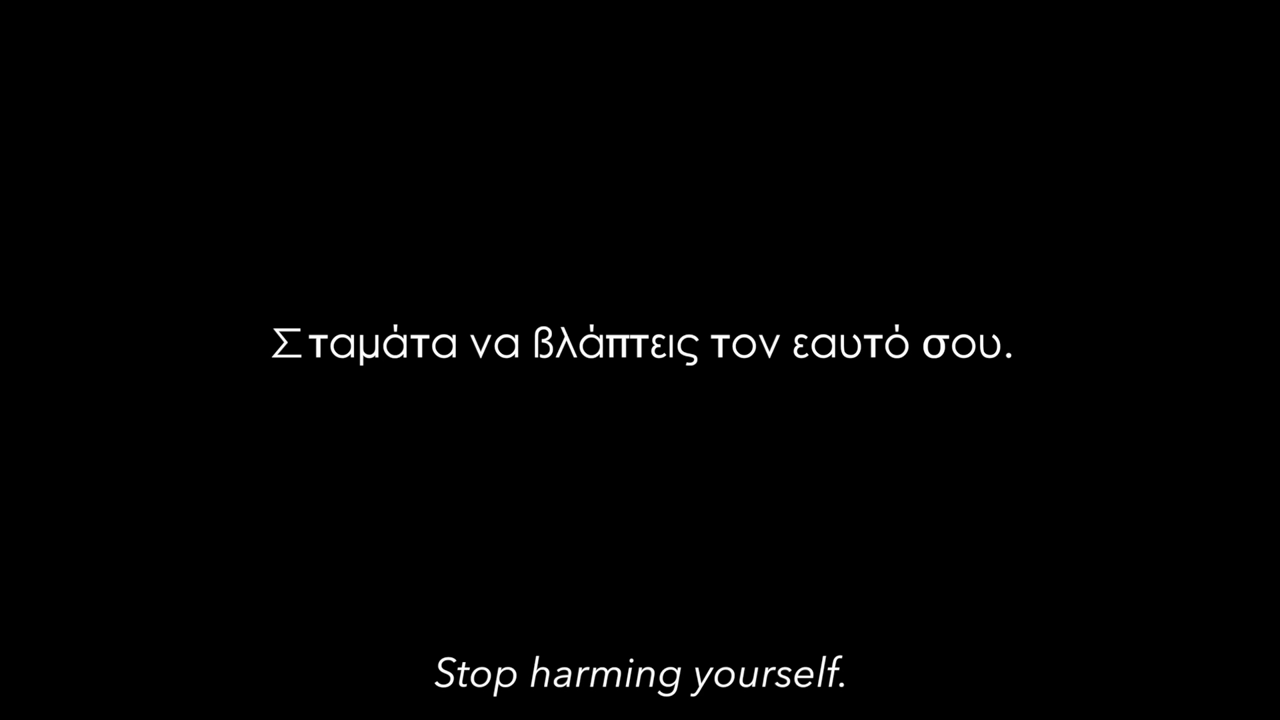 Σταμάτα να βλάπτεις τον εαυτό σου.
Stop harming yourself.